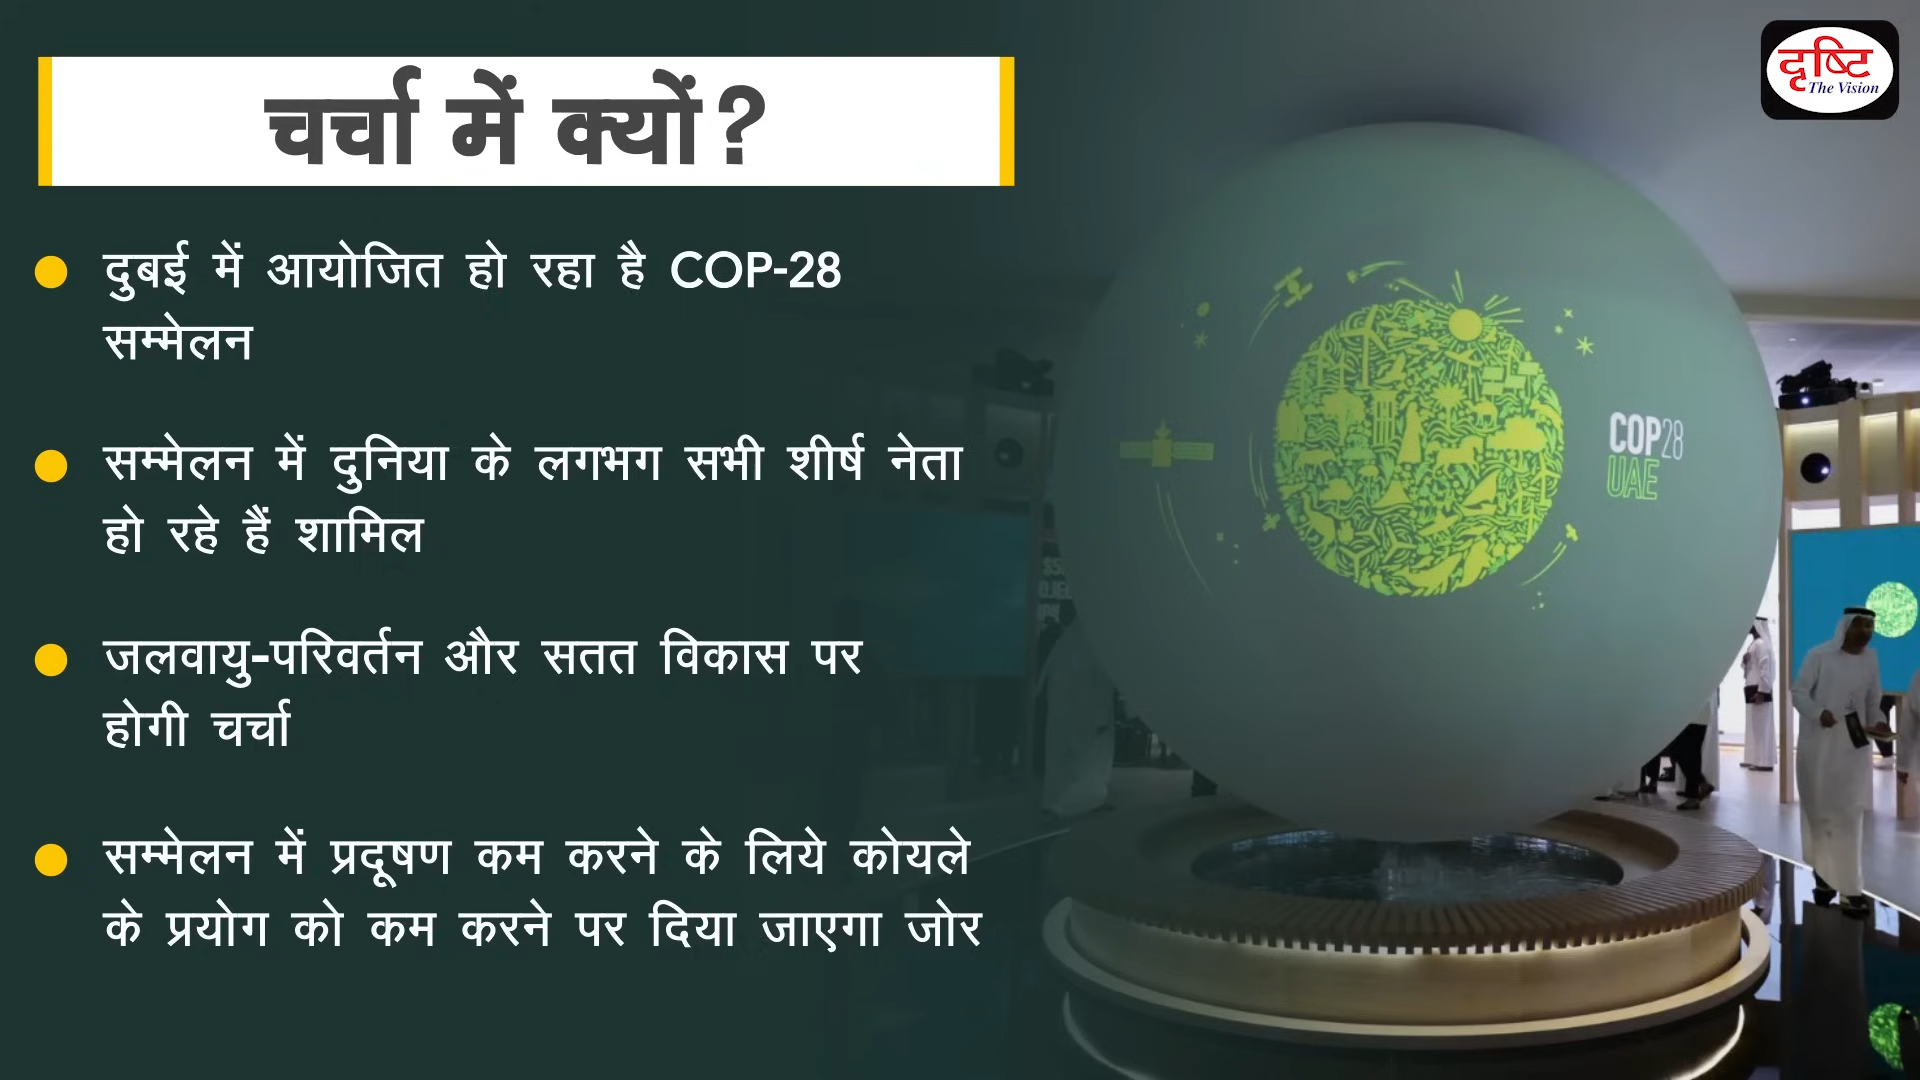 चर्चा में क्यों?
दृष्टि
The Vision
दुबई में आयोजित हो रहा है COP-28
सम्मेलन
सम्मेलन में दुनिया के लगभग सभी शीर्ष नेता
हो रहे हैं शामिल
जलवायु-परिवर्तन और सतत विकास पर
होगी चर्चा
सम्मेलन में प्रदूषण कम करने के लिये कोयले
के प्रयोग को कम करने पर दिया जाएगा जोर
COP28
UAE